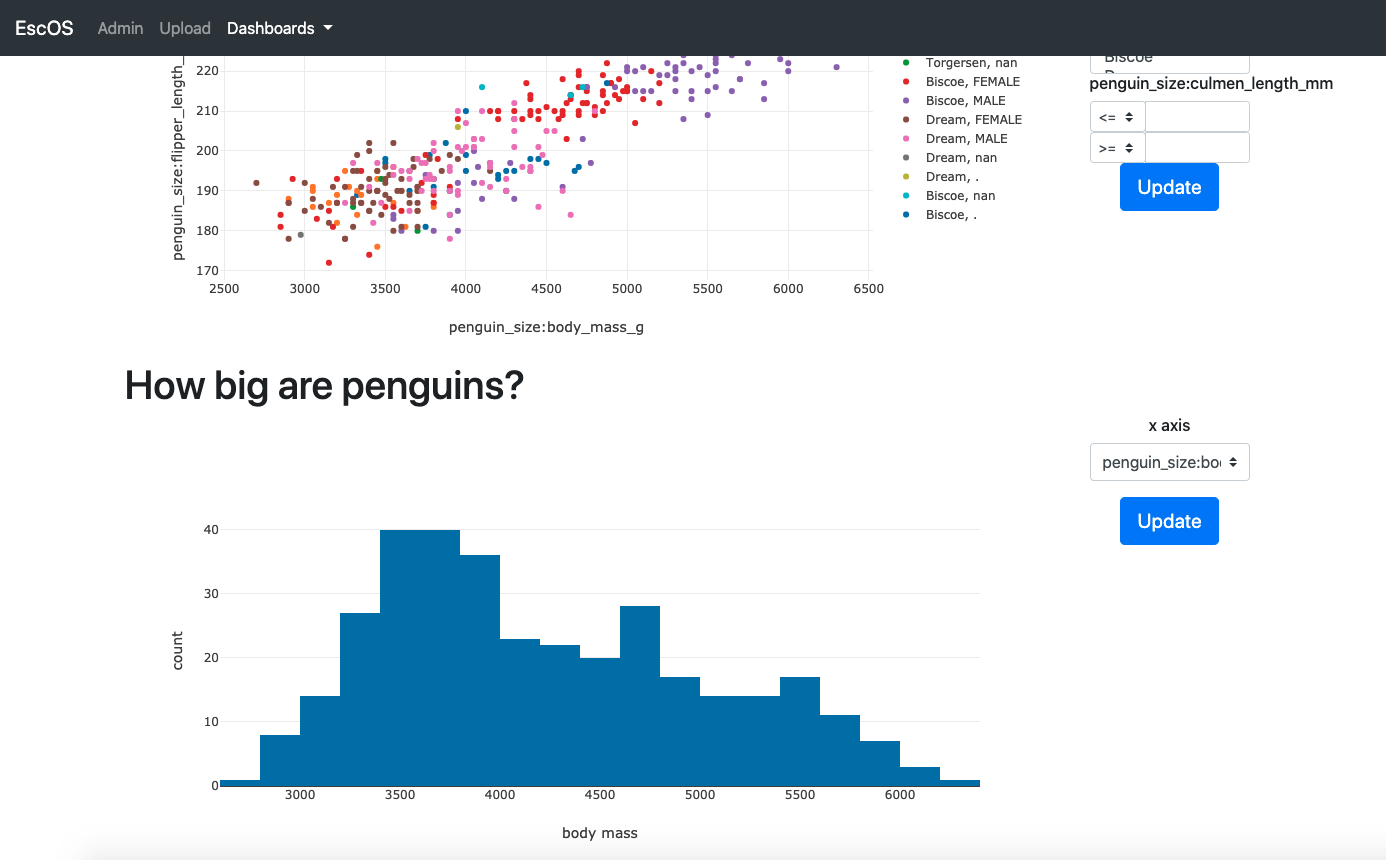 EscOS Admin Upload Dashboards
penguin_size:flipper_length_
220
210
200
190
180
170
2500 3000 3500 4000 4500 5000 5500 6000 6500
penguin_size:body_mass_g
Torgersen, nan
Biscoe, FEMALE
Biscoe, MALE
Dream, FEMALE
Dream, MALE
Dream, nan
Dream, .
Biscoe, nan
Biscoe, .
Biscoe
penguin_size:culmen_length_mm
<=
>=
Update
How big are penguins?
x axis
penguin_size:bo
Update
count
40
30
20
10
0
3000 3500 4000 4500 5000 5500 6000
body mass